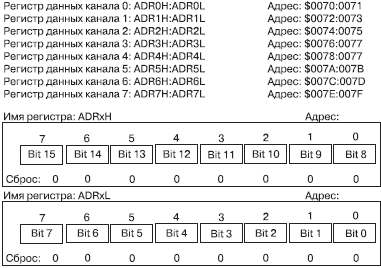 Регистр данных канала 0: ADR0H:ADR0L Адрес: $0070:0071
Регистр данных канала 1: ADR1H:ADR1L Адрес: $0072:0073
Регистр данных канала 2: ADR2H:ADR2L Адрес: $0074:0075
Регистр данных канала 3: ADR3H:ADR3L Адрес: $0076:0077
Регистр данных канала 4: ADR4H:ADR4L Адрес: $0078:0077
Регистр данных канала 5: ADR5H:ADR5L Адрес: $007A:007B
Регистр данных канала 6: ADR6H:ADR6L Адрес: $007C:007D
Регистр данных канала 7: ADR7H:ADR7L Адрес: $007E:007F
Имя регистра: ADRxH Адрес:
7 6 5 4 3 2 1 0
Bit 15 Bit 14 Bit 13 Bit 12 Bit 11 Bit 10 Bit 9 Bit 8
Сброс: 0 0 0 0 0 0 0 0
Имя регистра: ADRxL Адрес:
7 6 5 4 3 2 1 0
Bit 7 Bit 6 Bit 5 Bit 4 Bit 3 Bit 2 Bit 1 Bit 0
Сброс: 0 0 0 0 0 0 0 0